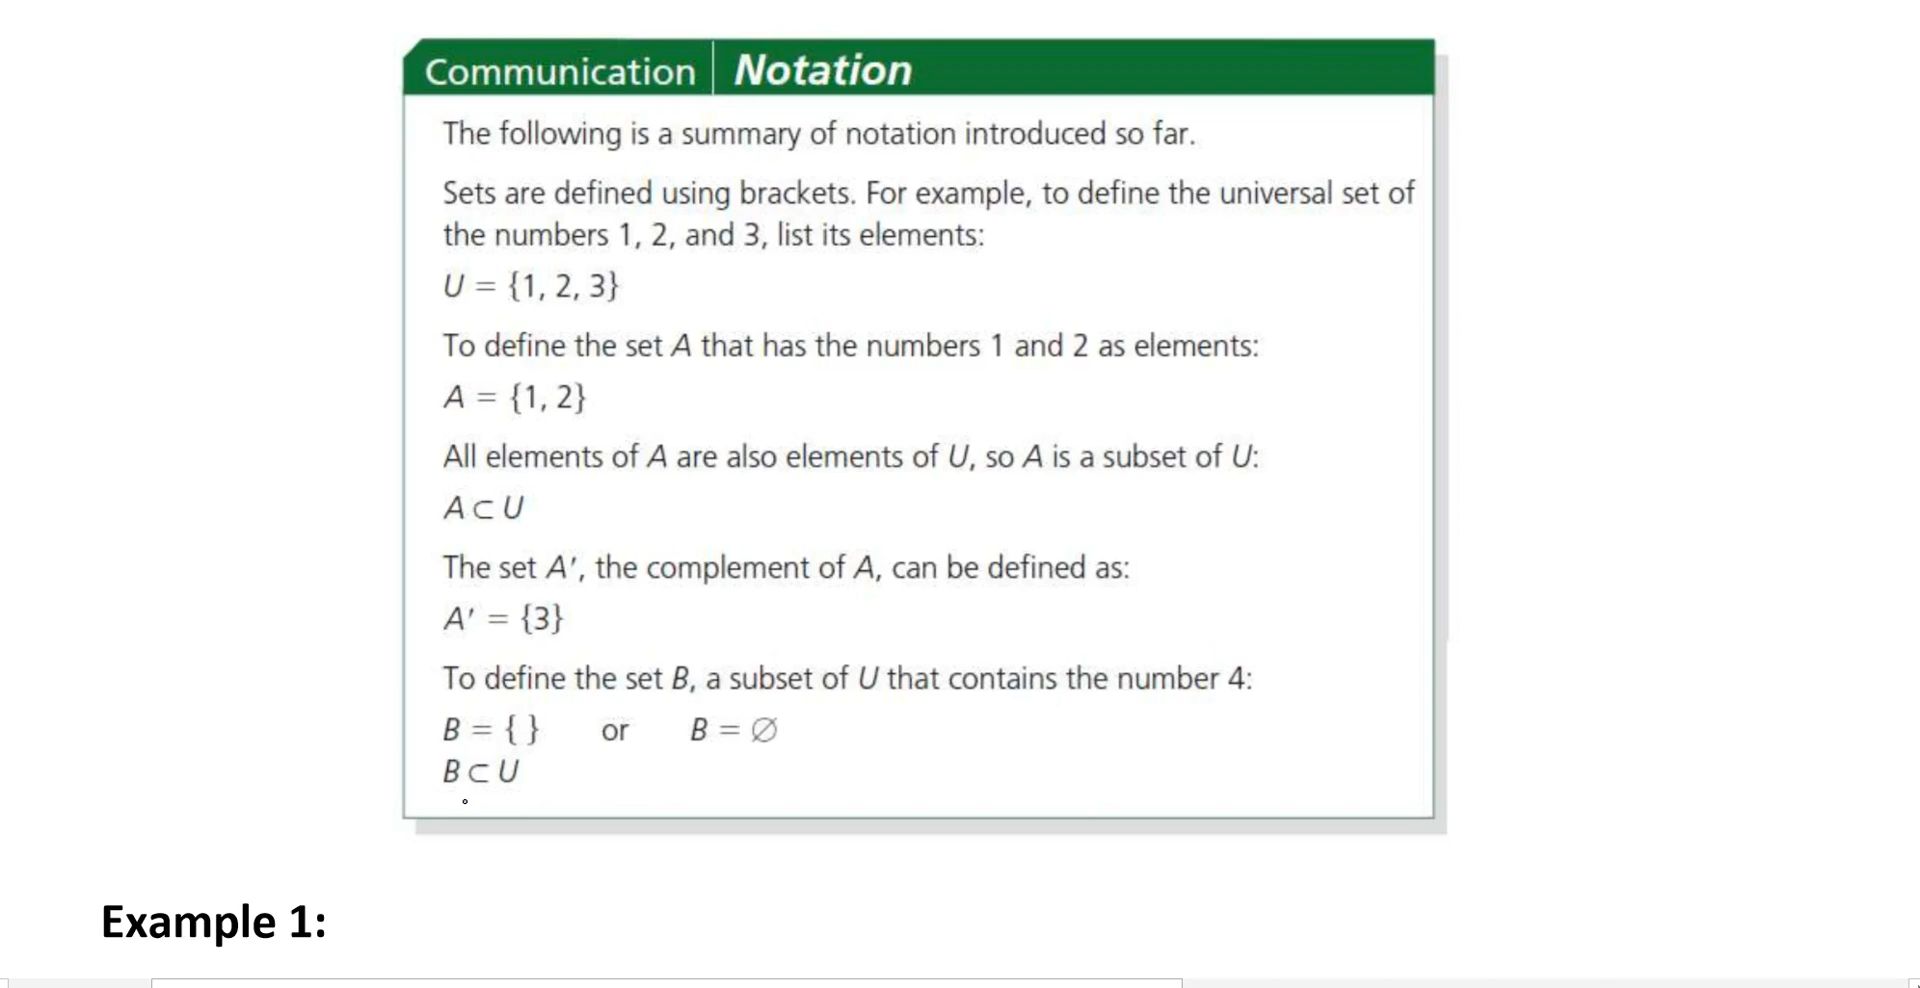 Communication Notation
The following is a summary of notation introduced so far.
Sets are defined using brackets. For example, to define the universal set of
the numbers 1, 2, and 3, list its elements:
U = {1, 2, 3}
To define the set A that has the numbers 1 and 2 as elements:
A = {1, 2}
All elements of A are also elements of U, so A is a subset of U:
A ⊂ U
The set A′, the complement of A, can be defined as:
A′ = {3}
To define the set B, a subset of U that contains the number 4:
B = { } or B = ∅
B ⊂ U
Example 1: